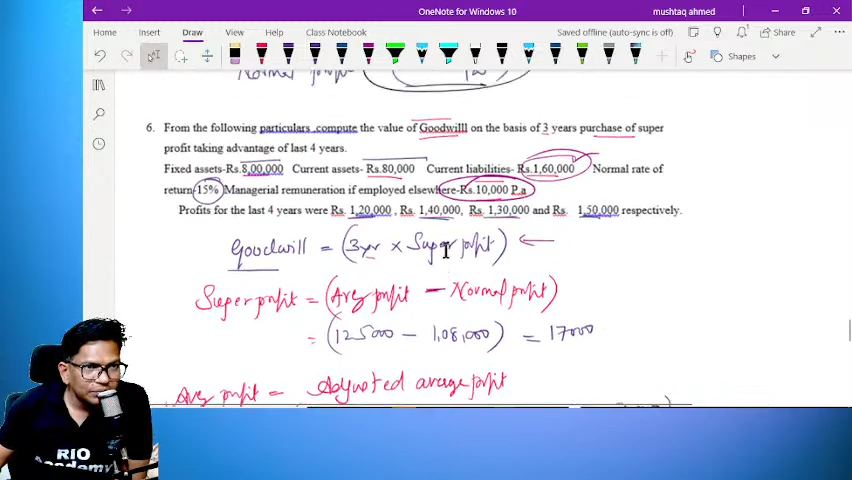 OneNote for Windows 10
mushtaq ahmed
File Home Insert Draw View Help Class Notebook
Saved offline (auto-sync is off)
Share
Shapes
Normal profit
6. From the following particulars ,compute the value of Goodwilll on the basis of 3 years purchase of super
profit taking advantage of last 4 years.
Fixed assets-Rs.8,00,000 Current assets- Rs.80,000 Current liabilities- Rs.1,60,000 Normal rate of
return-15% Managerial remuneration if employed elsewhere-Rs.10,000 P.a
Profits for the last 4 years were Rs. 1,20,000 , Rs. 1,40,000, Rs. 1,30,000 and Rs. 1,50,000 respectively.
Goodwill = (3yr × Super profit)
Super profit = (Avg profit - Normal profit)
= (125000 - 1,08,000) = 17000
Avg profit = Adjusted average profit
RIO
Academy